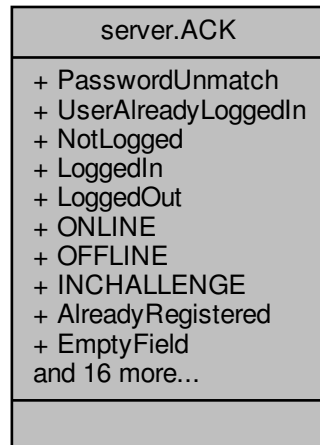 server.ACK
+ PasswordUnmatch
+ UserAlreadyLoggedIn
+ NotLogged
+ LoggedIn
+ LoggedOut
+ ONLINE
+ OFFLINE
+ INCHALLENGE
+ AlreadyRegistered
+ EmptyField
and 16 more...